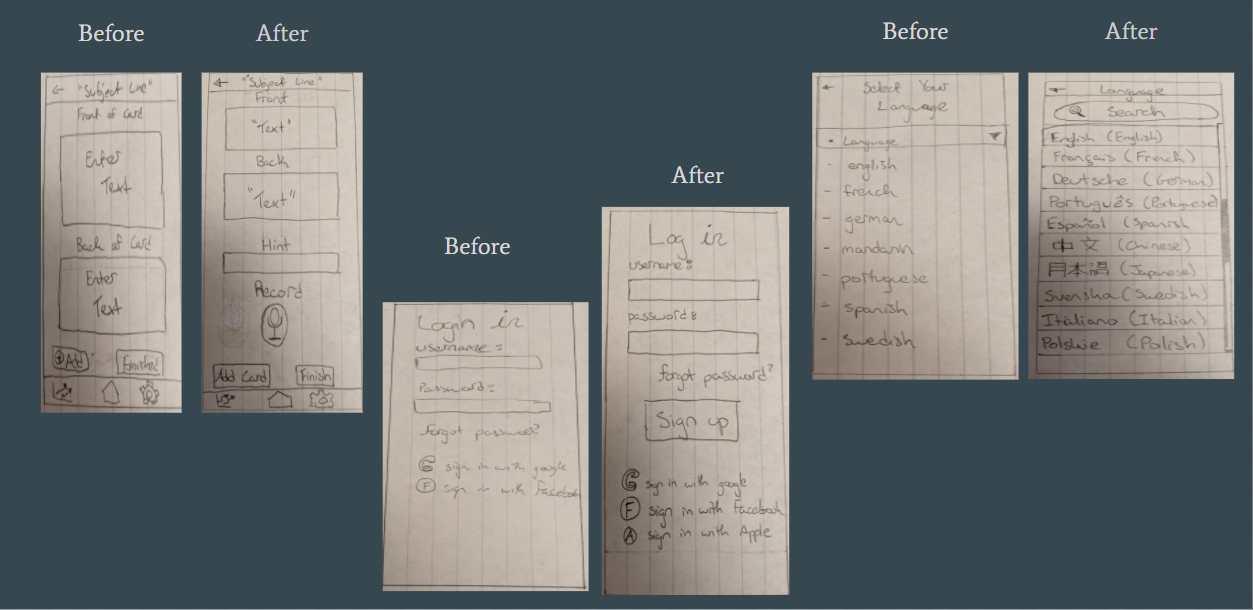 Before
← "Subject Line"
Front of Card
Enter
Text
Back of Card
Enter
Text
+ Add
Finished
After
← "Subject Line"
Front
"Text"
Back
"Text"
Hint
Record
Add Card
Finish
Before
Login in
username:
Password:
forgot password?
G sign in with google
F sign in with facebook
After
Log in
username:
password:
forgot password?
Sign up
G sign in with google
F sign in with Facebook
A sign in with Apple
Before
← Select Your
Language
• Language
· english
- french
- german
- mandarin
- portuguese
- spanish
- swedish
After
← Language
Search
English (English)
Français (French)
Deutsche (German)
Português (Portuguese)
Español (Spanish
中文 (Chinese)
日本語 (Japanese)
Svenska (Swedish)
Italiano (Italian)
Polskie (Polish)